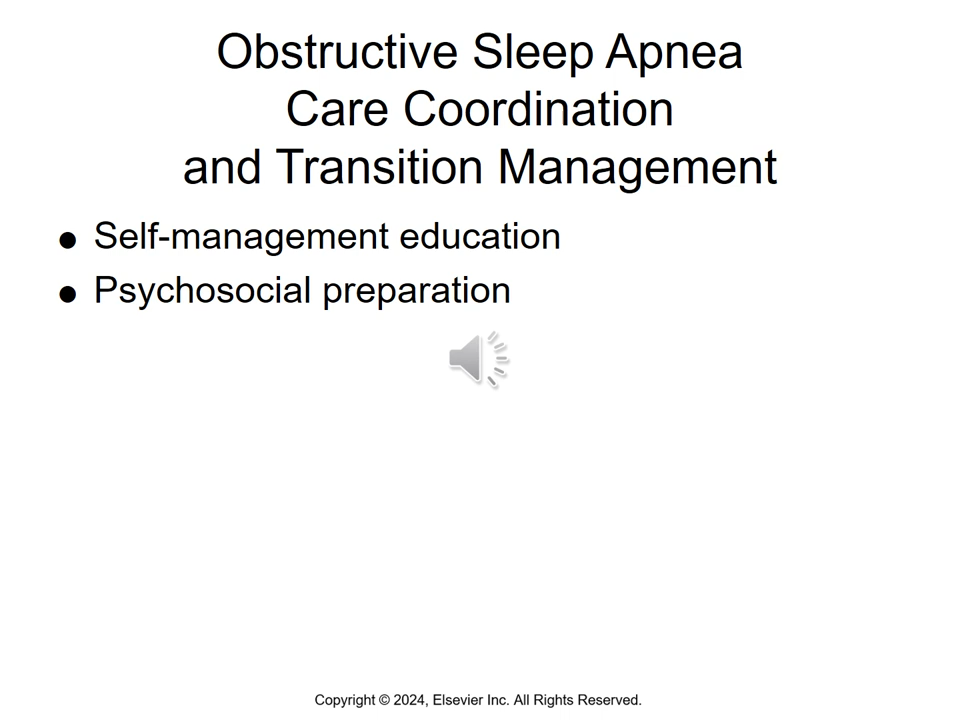 Obstructive Sleep Apnea
Care Coordination
and Transition Management
● Self-management education
● Psychosocial preparation
Copyright © 2024, Elsevier Inc. All Rights Reserved.